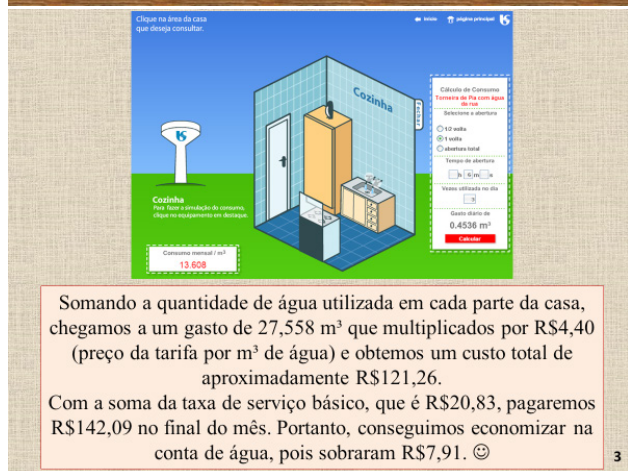 Clique na área da casa
que deseja consultar.
início
página principal
Cozinha
Fechar
Cálculo de Consumo
Torneira de Pia com água
da rua
Selecione a abertura
1/2 volta
1 volta
abertura total
Tempo de abertura
h 6 m s
Vezes utilizada no dia
3
Gasto diário de
0.4536 m³
Calcular
Cozinha
Para fazer a simulação do consumo,
clique no equipamento em destaque.
Consumo mensal / m³
13.608
Somando a quantidade de água utilizada em cada parte da casa,
chegamos a um gasto de 27,558 m³ que multiplicados por R$4,40
(preço da tarifa por m³ de água) e obtemos um custo total de
aproximadamente R$121,26.
Com a soma da taxa de serviço básico, que é R$20,83, pagaremos
R$142,09 no final do mês. Portanto, conseguimos economizar na
conta de água, pois sobraram R$7,91. ☺
3